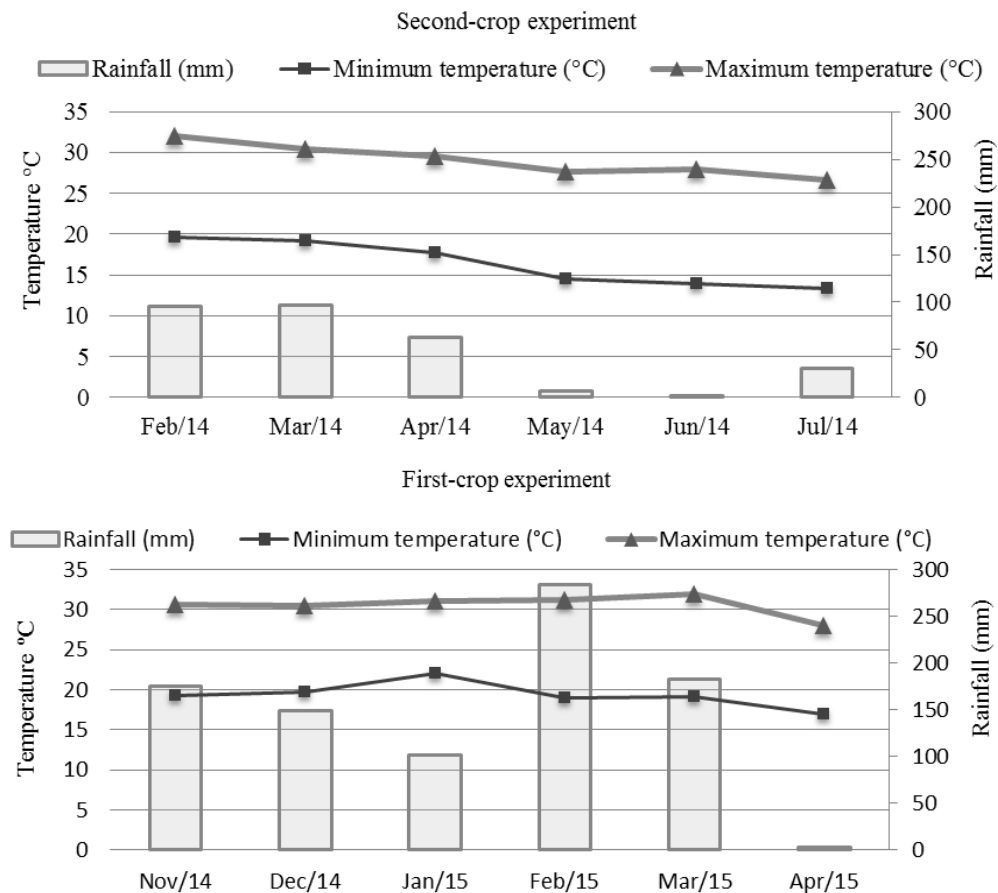 Second-crop experiment
Rainfall (mm) Minimum temperature (°C) Maximum temperature (°C)
35 300
30 250
25 200
20 150
15 100
10 50
5 0
0
Temperature °C
Rainfall (mm)
Feb/14 Mar/14 Apr/14 May/14 Jun/14 Jul/14
First-crop experiment
Rainfall (mm) Minimum temperature (°C) Maximum temperature (°C)
35 300
30 250
25 200
20 150
15 100
10 50
5 0
0
Temperature ºC
Rainfall (mm)
Nov/14 Dec/14 Jan/15 Feb/15 Mar/15 Apr/15